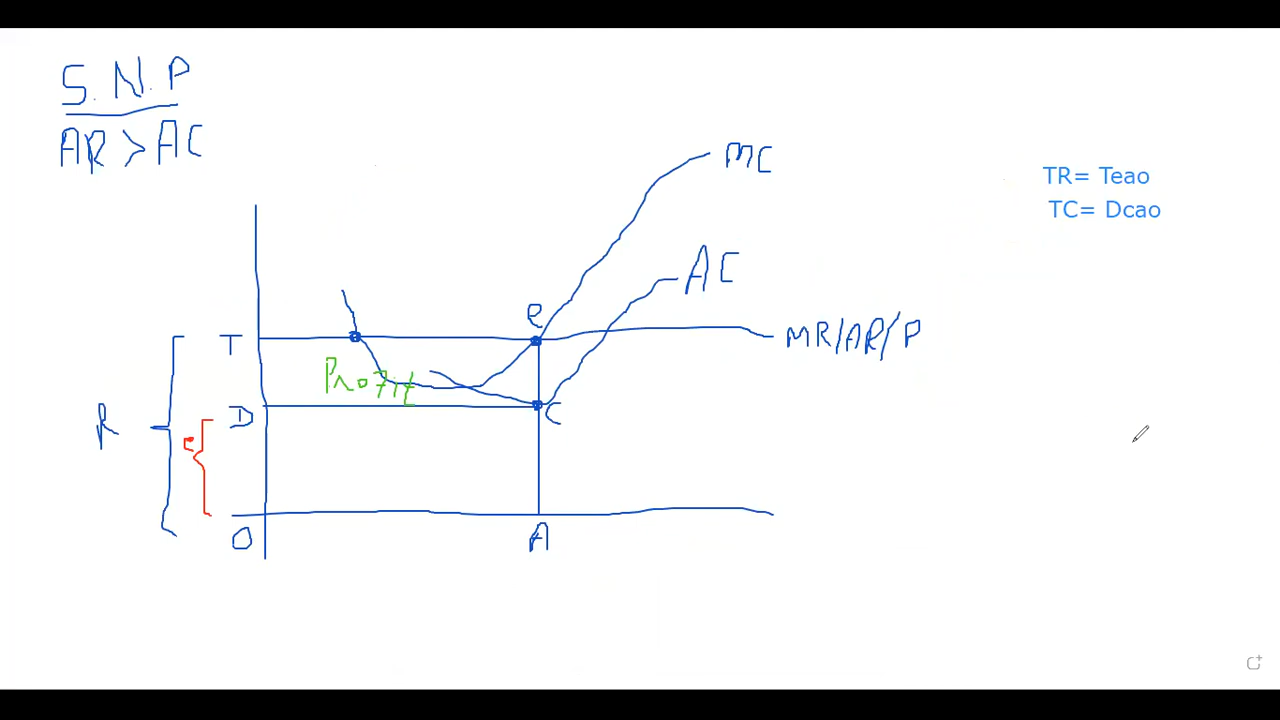 S.N.P
AR > AC
MC
TR= Teao
TC= Dcao
AC
e
T
MR/AR/P
Profit
D
C
R
e
O
A